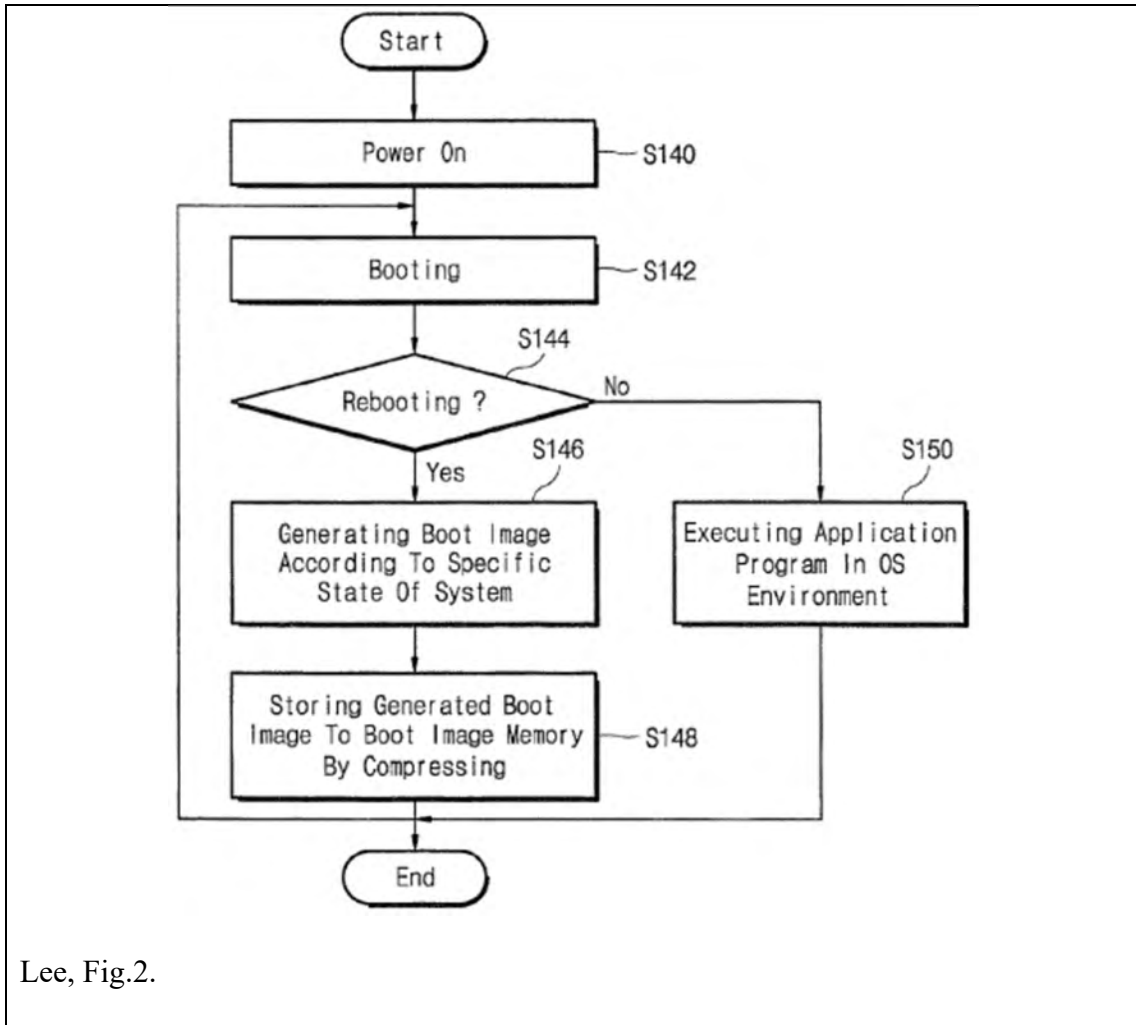 Start
Power On
S140
Booting
S142
S144
Rebooting ?
No
Yes
S146
S150
Generating Boot Image
According To Specific
State Of System
Executing Application
Program In OS
Environment
Storing Generated Boot
Image To Boot Image Memory
By Compressing
S148
End
Lee, Fig.2.